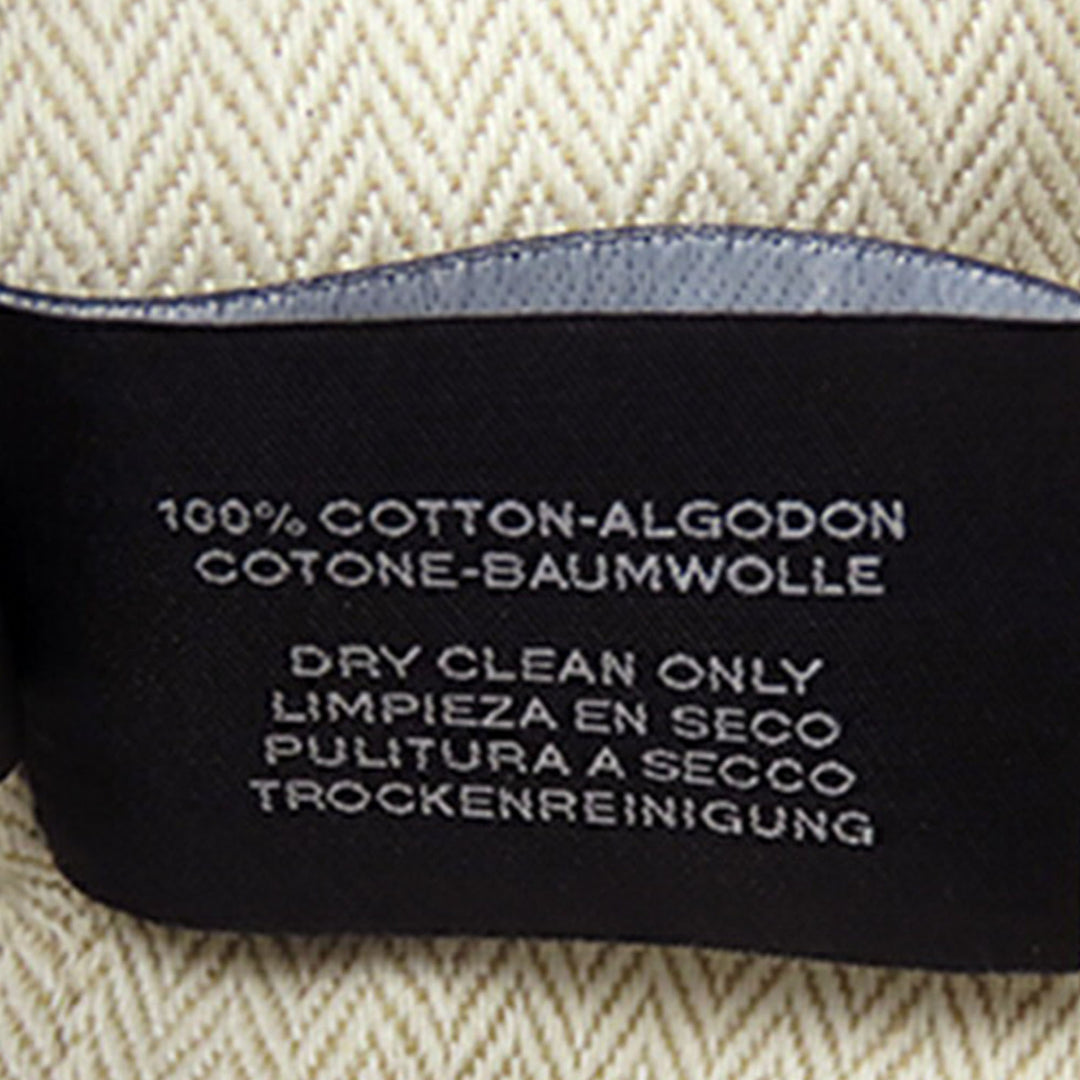 100% COTTON-ALGODON
COTONE-BAUMWOLLE
DRY CLEAN ONLY
LIMPIEZA EN SECO
PULITURA A SECCO
TROCKENREINIGUNG